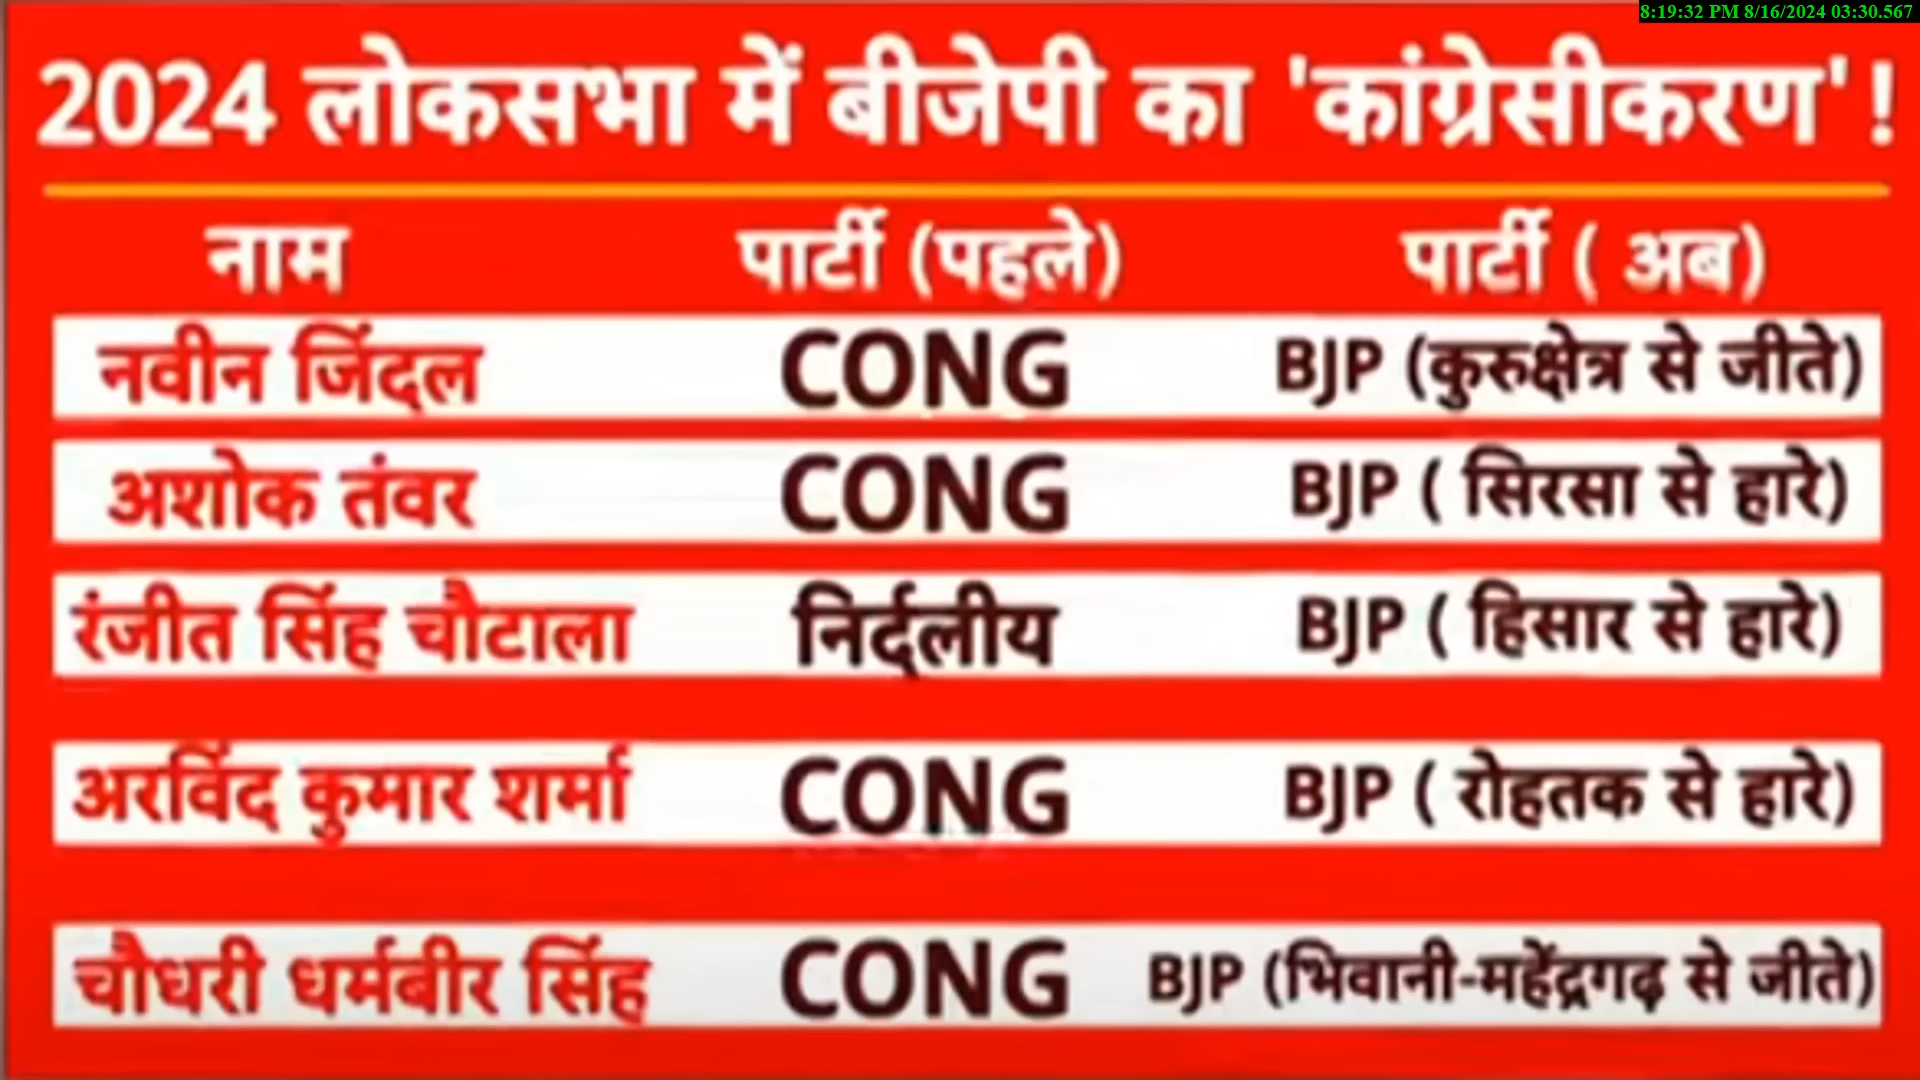 8:19:32 PM 8/16/2024 03:30.567
2024 लोकसभा में बीजेपी का 'कांग्रेसीकरण'!
नाम पार्टी (पहले) पार्टी ( अब)
नवीन जिंदल CONG BJP (कुरुक्षेत्र से जीते)
अशोक तंवर CONG BJP ( सिरसा से हारे)
रंजीत सिंह चौटाला निर्दलीय BJP ( हिसार से हारे)
अरविंद कुमार शर्मा CONG BJP ( रोहतक से हारे)
चौधरी धर्मबीर सिंह CONG BJP (भिवानी-महेंद्रगढ़ से जीते)